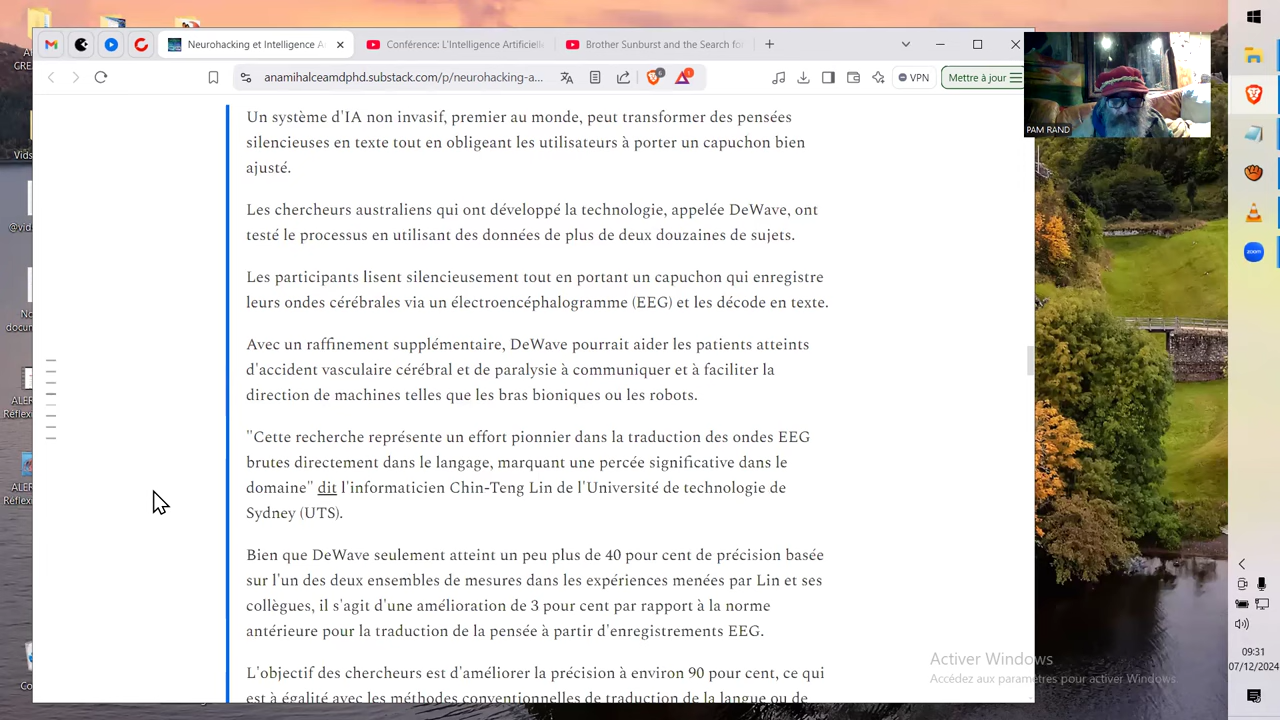 Neurohacking et Intelligence A
Conférence: L'Intelligence Artificielle
Brother Sunburst and the Search for
anamihalceamdphd.substack.com/p/neurohacking-a...
6
1
VPN
Mettre à jour
PAM RAND
Un système d'IA non invasif, premier au monde, peut transformer des pensées
silencieuses en texte tout en obligeant les utilisateurs à porter un capuchon bien
ajusté.
Les chercheurs australiens qui ont développé la technologie, appelée DeWave, ont
testé le processus en utilisant des données de plus de deux douzaines de sujets.
Les participants lisent silencieusement tout en portant un capuchon qui enregistre
leurs ondes cérébrales via un électroencéphalogramme (EEG) et les décode en texte.
Avec un raffinement supplémentaire, DeWave pourrait aider les patients atteints
d'accident vasculaire cérébral et de paralysie à communiquer et à faciliter la
direction de machines telles que les bras bioniques ou les robots.
"Cette recherche représente un effort pionnier dans la traduction des ondes EEG
brutes directement dans le langage, marquant une percée significative dans le
domaine" dit l'informaticien Chin-Teng Lin de l'Université de technologie de
Sydney (UTS).
Bien que DeWave seulement atteint un peu plus de 40 pour cent de précision basée
sur l'un des deux ensembles de mesures dans les expériences menées par Lin et ses
collègues, il s'agit d'une amélioration de 3 pour cent par rapport à la norme
antérieure pour la traduction de la pensée à partir d'enregistrements EEG.
L'objectif des chercheurs est d'améliorer la précision à environ 90 pour cent, ce qui
zoom
Activer Windows
Accédez aux paramètres pour activer Windows
09:31
07/12/2024